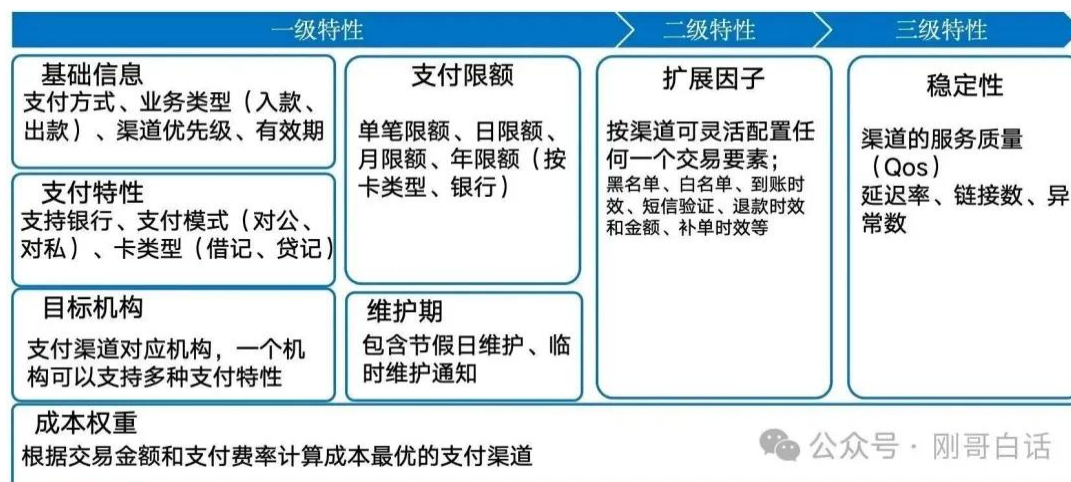 一级特性
二级特性
三级特性
基础信息
支付方式、业务类型（入款、
出款）、渠道优先级、有效期
支付特性
支持银行、支付模式（对公、
对私）、卡类型（借记、贷记）
目标机构
支付渠道对应机构，一个机
构可以支持多种支付特性
支付限额
单笔限额、日限额、
月限额、年限额（按
卡类型、银行）
维护期
包含节假日维护、临
时维护通知
扩展因子
按渠道可灵活配置任
何一个交易要素；
黑名单、白名单、到账时
效、短信验证、退款时效
和金额、补单时效等
稳定性
渠道的服务质量
（Qos）
延迟率、链接数、异
常数
成本权重
根据交易金额和支付费率计算成本最优的支付渠道
公众号·刚哥白话